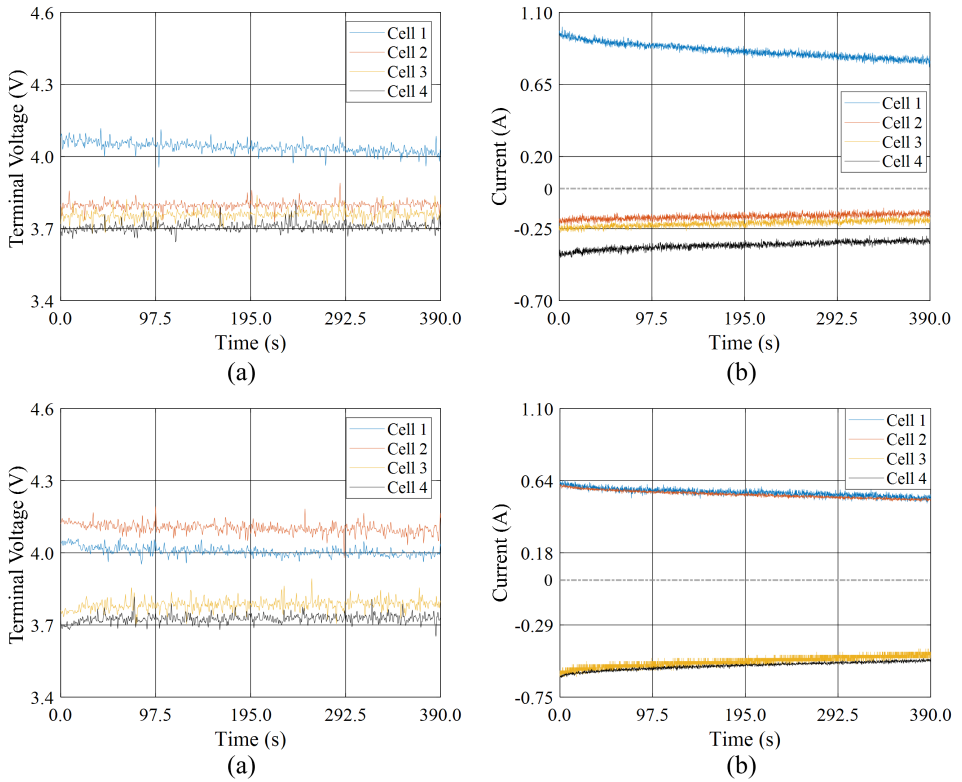 4.6
4.3
4.0
3.7
3.4
Terminal Voltage (V)
Cell 1
Cell 2
Cell 3
Cell 4
0.0 97.5 195.0 292.5 390.0
Time (s)
(a)
1.10
0.65
0.20
0
-0.25
-0.70
Current (A)
Cell 1
Cell 2
Cell 3
Cell 4
0.0 97.5 195.0 292.5 390.0
Time (s)
(b)
4.6
4.3
4.0
3.7
3.4
Terminal Voltage (V)
Cell 1
Cell 2
Cell 3
Cell 4
0.0 97.5 195.0 292.5 390.0
Time (s)
(a)
1.10
0.64
0.18
0
-0.29
-0.75
Current (A)
Cell 1
Cell 2
Cell 3
Cell 4
0.0 97.5 195.0 292.5 390.0
Time (s)
(b)